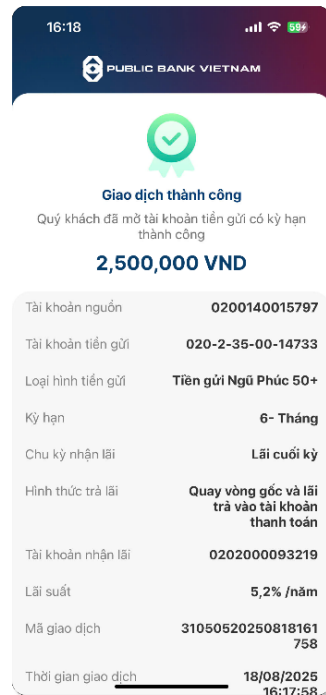 16:18
59
PUBLIC BANK VIETNAM
Giao dịch thành công
Quý khách đã mở tài khoản tiền gửi có kỳ hạn
thành công
2,500,000 VND
Tài khoản nguồn 0200140015797
Tài khoản tiền gửi 020-2-35-00-14733
Loại hình tiền gửi Tiền gửi Ngũ Phúc 50+
Kỳ hạn 6- Tháng
Chu kỳ nhận lãi Lãi cuối kỳ
Hình thức trả lãi Quay vòng gốc và lãi
trả vào tài khoản
thanh toán
Tài khoản nhận lãi 0202000093219
Lãi suất 5,2% /năm
Mã giao dịch 31050520250818161
758
Thời gian giao dịch 18/08/2025
16:17:58